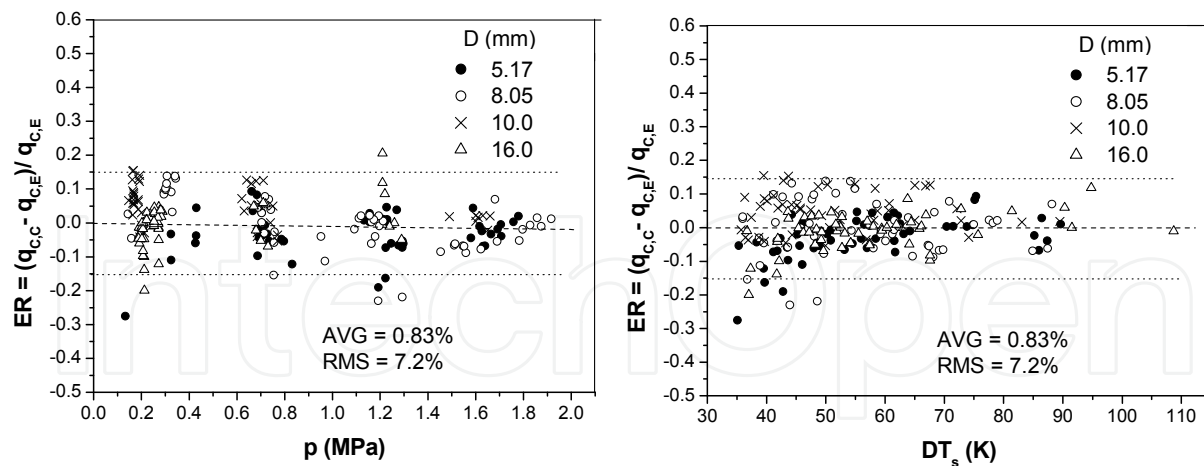 0.6
0.5
0.4
0.3
0.2
0.1
0.0
-0.1
-0.2
-0.3
-0.4
-0.5
ER = (q_C,C - q_C,E)/ q_C,E
D (mm)
5.17
8.05
10.0
16.0
AVG = 0.83%
RMS = 7.2%
0.0 0.2 0.4 0.6 0.8 1.0 1.2 1.4 1.6 1.8 2.0
p (MPa)
0.6
0.5
0.4
0.3
0.2
0.1
0.0
-0.1
-0.2
-0.3
-0.4
-0.5
ER = (q_C,C - q_C,E)/ q_C,E
D (mm)
5.17
8.05
10.0
16.0
AVG = 0.83%
RMS = 7.2%
30 40 50 60 70 80 90 100 110
DT_s (K)
IntechOpen